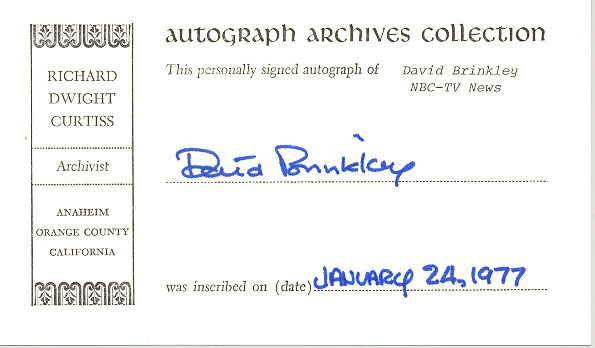 RICHARD
DWIGHT
CURTISS
Archivist
ANAHEIM
ORANGE COUNTY
CALIFORNIA
AUTOGRAPH ARCHIVES COLLECTION
This personally signed autograph of David Brinkley
NBC-TV News
David Brinkley
was inscribed on (date) JANUARY 24, 1977